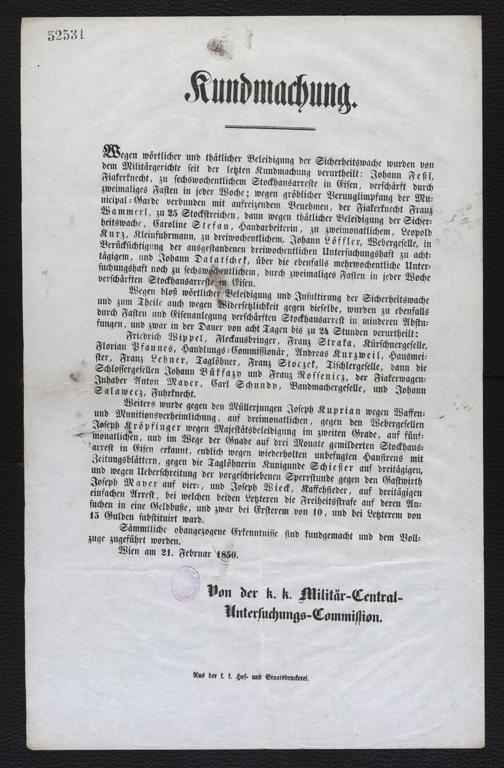 52531
Kundmachung.
Wegen wörtlicher und thätlicher Beleidigung der Sicherheitswache wurden von
dem Militärgerichte seit der letzten Kundmachung verurtheilt: Johann Feßl,
Fiakerknecht, zu sechswochentlichem Stockhausarreste in Eisen, verschärft durch
zweimaliges Fasten in jeder Woche; wegen gröblicher Verunglimpfung der Mu-
nicipal-Garde verbunden mit aufreizendem Benehmen, der Fiakerknecht Franz
Wammerl, zu 25 Stockstreichen, dann wegen thätlicher Beleidigung der Sicher-
heitswache, Caroline Stefan, Handarbeiterin, zu zweimonatlichem, Leopold
Kurz, Kleinfuhrmann, zu dreiwochentlichem, Johann Löffler, Webergeselle, in
Berücksichtigung der ausgestandenen dreiwochentlichen Untersuchungshaft zu acht-
tägigem, und Johann Datatschek, über die ebenfalls mehrwochentliche Unter-
suchungshaft noch zu sechswochentlichem, durch zweimaliges Fasten in jeder Woche
verschärften Stockhausarreste in Eisen.
Wegen bloß wörtlicher Beleidigung und Insultirung der Sicherheitswache
und zum Theile auch wegen Widersetzlichkeit gegen dieselbe, wurden zu ebenfalls
durch Fasten und Eisenanlegung verschärften Stockhausarrest in minderen Abstu-
fungen, und zwar in der Dauer von acht Tagen bis zu 24 Stunden verurtheilt:
Friedrich Wippel, Fleckausbringer, Franz Straka, Kürschnergeselle,
Florian Pfannes, Handlungs-Commissionär, Andreas Kurzweil, Hausmei-
ster, Franz Lehner, Taglöhner, Franz Stoczek, Tischlergeselle, dann die
Schlossergesellen Johann Bükfazy und Franz Rossenicz, der Fiakerwagen-
Inhaber Anton Mayer, Carl Schundy, Bandmachergeselle, und Johann
Salawecz, Fuhrknecht.
Weiters wurde gegen den Müllerjungen Joseph Kuprian wegen Waffen-
und Munitionsverheimlichung, auf dreimonatlichen, gegen den Webergesellen
Joseph Kröpfinger wegen Majestätsbeleidigung im zweiten Grade, auf fünf-
monatlichen, und im Wege der Gnade auf drei Monate gemilderten Stockhaus-
arrest in Eisen erkannt, endlich wegen wiederholten unbefugten Hausirens mit
Zeitungsblättern, gegen die Taglöhnerin Kunigunde Schießer auf dreitägigen,
und wegen Ueberschreitung der vorgeschriebenen Sperrstunde gegen den Gastwirth
Joseph Mayer auf vier-, und Joseph Wieck, Kaffehsieder, auf dreitägigen
einfachen Arrest, bei welchen beiden Letzteren die Freiheitsstrafe auf deren An-
suchen in eine Geldbuße, und zwar bei Ersterem von 10, und bei Letzterem von
15 Gulden substituirt ward.
Sämmtliche obangezogene Erkenntnisse sind kundgemacht und dem Voll-
zuge zugeführt worden.
Wien am 21. Februar 1850.
Von der k. k. Militär-Central-
Untersuchungs-Commission.
Aus der k. k. Hof- und Staatsdruckerei.